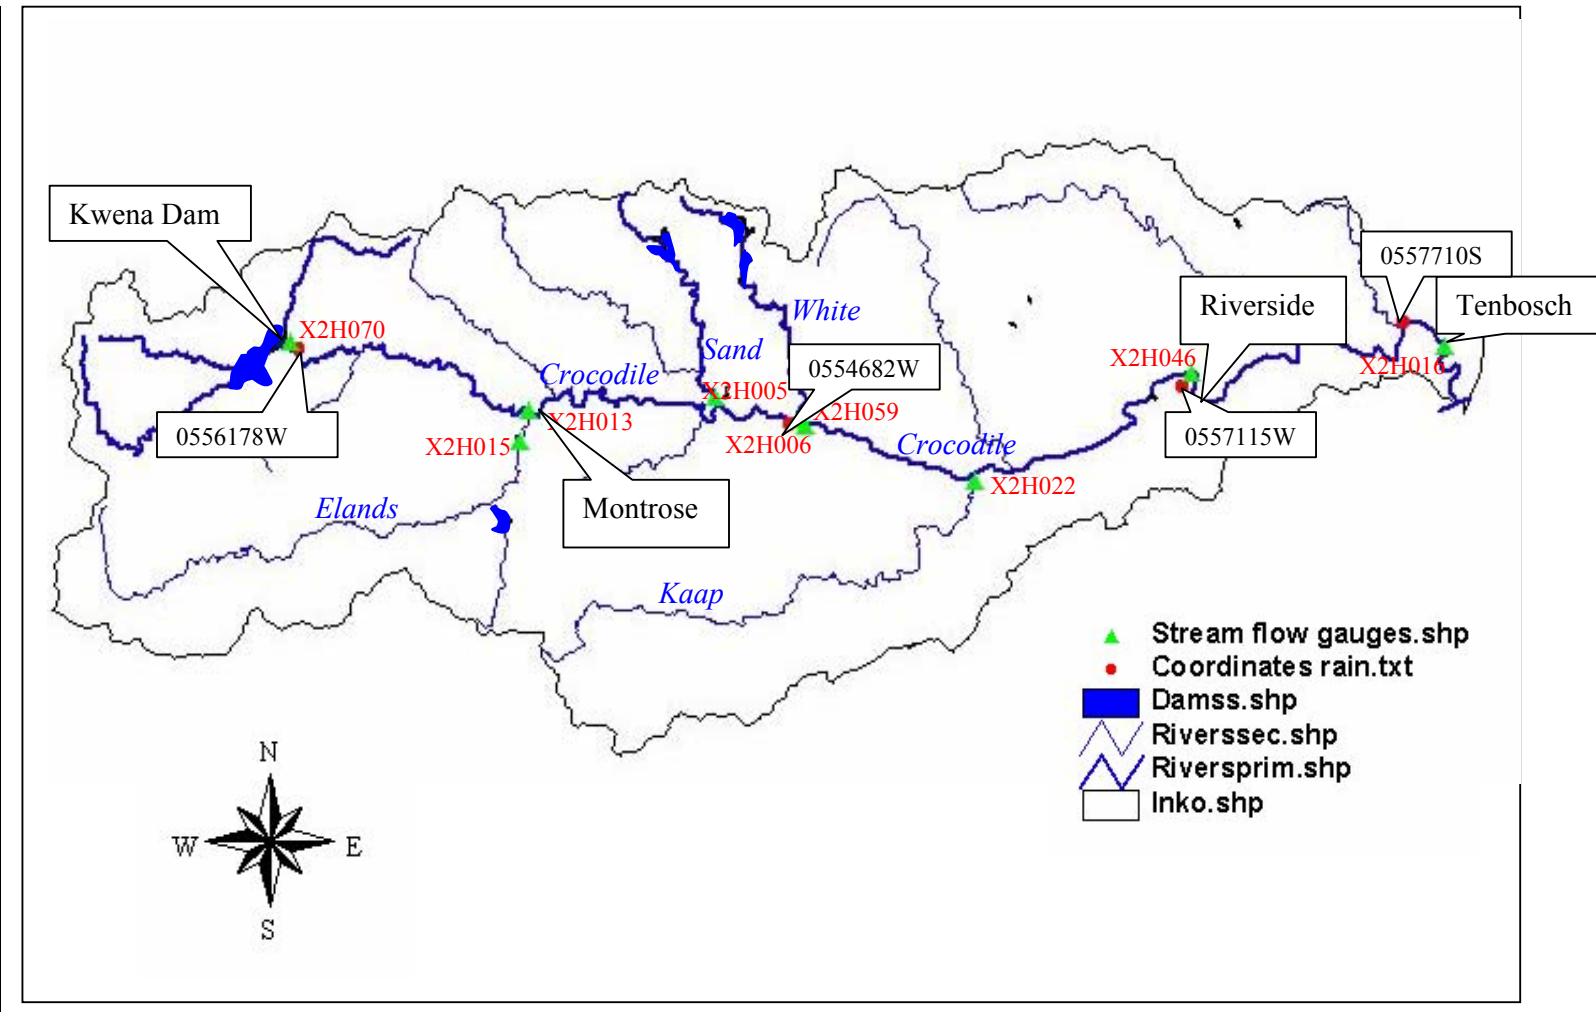 Kwena Dam
0557710S
Riverside
Tenbosch
White
X2H070
Sand
X2H046
X2H016
0554682W
Crocodile
X2H005
X2H013
X2H059
0556178W
X2H015
X2H006
Crocodile
0557115W
X2H022
Elands
Montrose
Kaap
Stream flow gauges.shp
Coordinates rain.txt
Damss.shp
Riverssec.shp
Riversprim.shp
Inko.shp
N
W
E
S